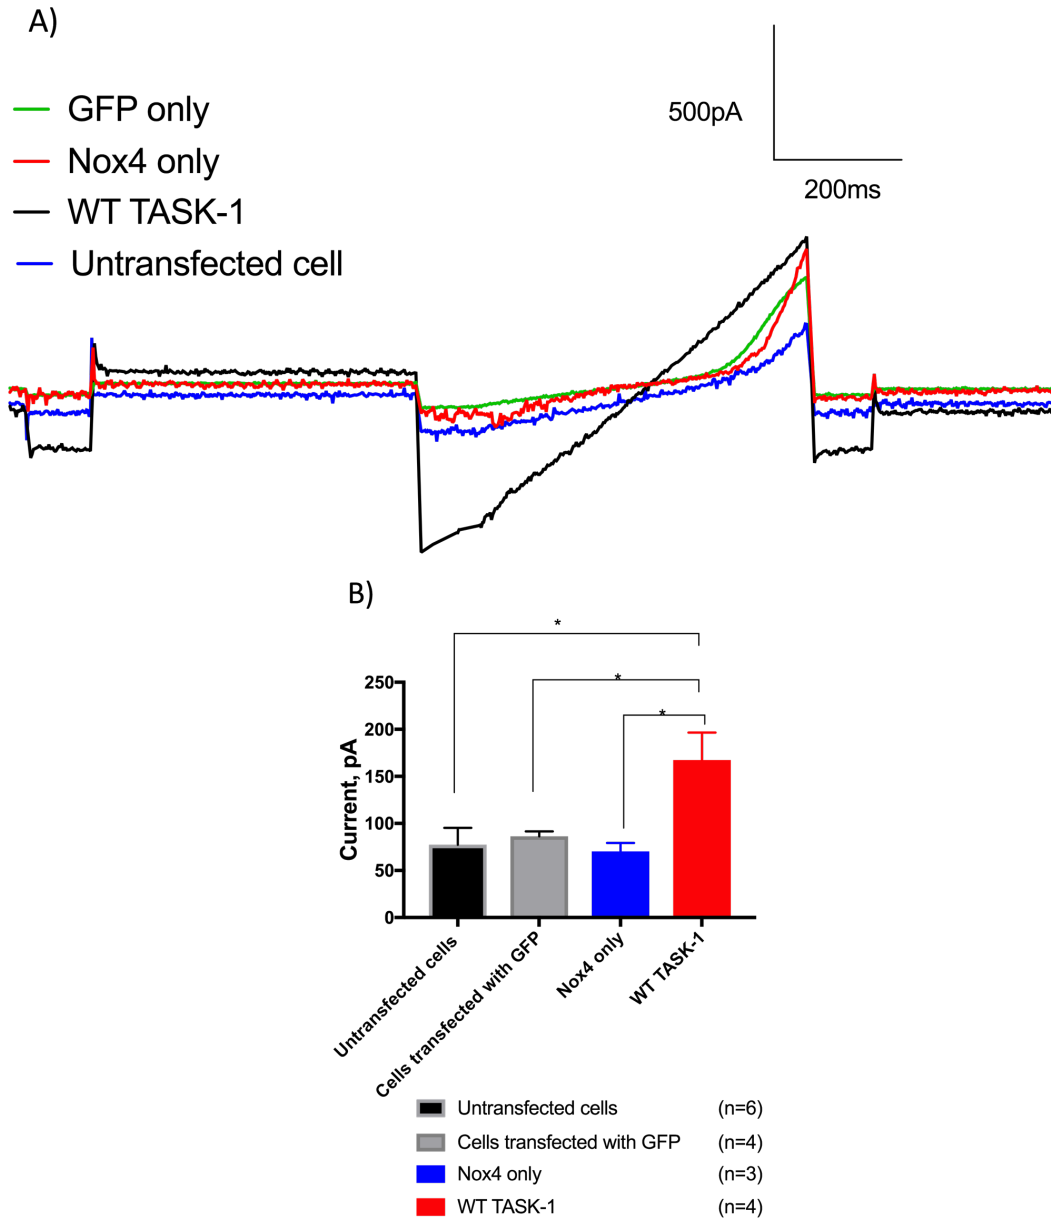 A)
GFP only
Nox4 only
WT TASK-1
Untransfected cell
500pA
200ms
B)
*
*
*
Current, pA
250
200
150
100
50
0
Untransfected cells
Cells transfected with GFP
Nox4 only
WT TASK-1
Untransfected cells (n=6)
Cells transfected with GFP (n=4)
Nox4 only (n=3)
WT TASK-1 (n=4)